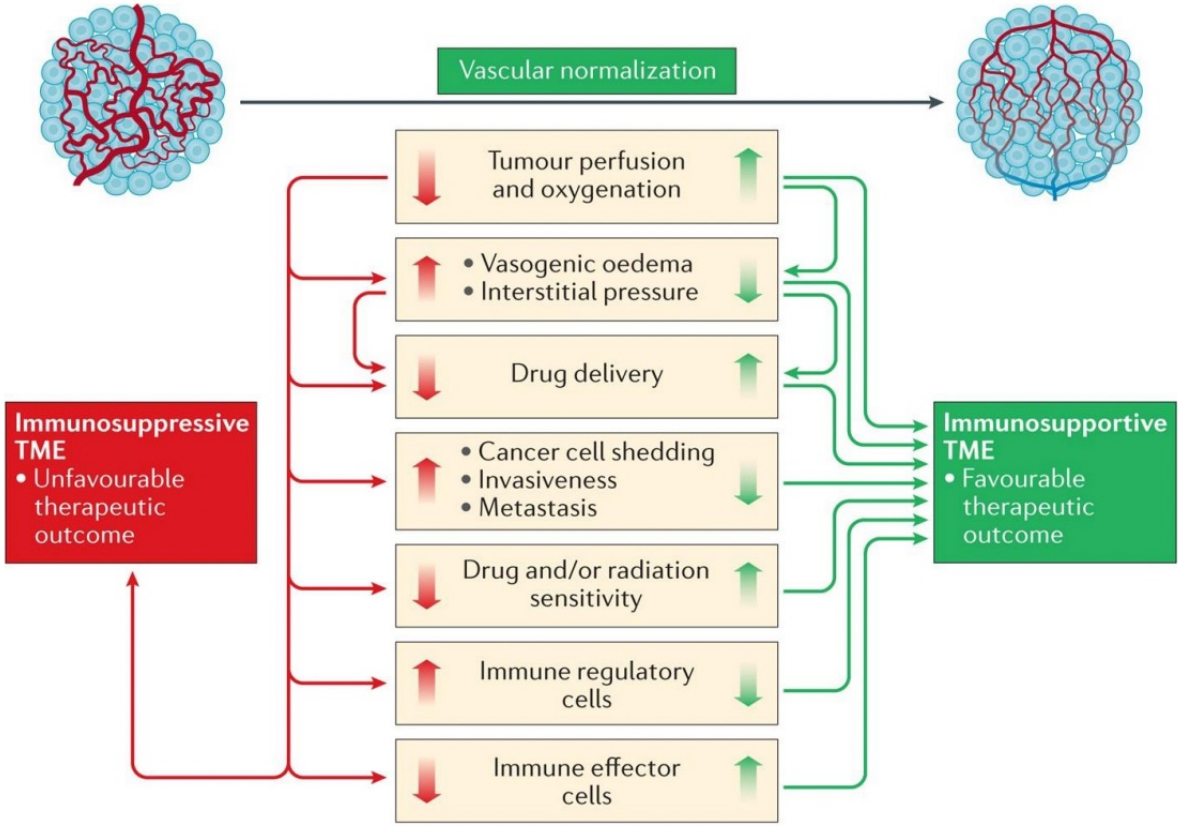 Vascular normalization
Tumour perfusion
and oxygenation
• Vasogenic oedema
• Interstitial pressure
Drug delivery
Immunosuppressive
TME
• Unfavourable
therapeutic
outcome
• Cancer cell shedding
• Invasiveness
• Metastasis
Immunosupportive
TME
• Favourable
therapeutic
outcome
Drug and/or radiation
sensitivity
Immune regulatory
cells
Immune effector
cells